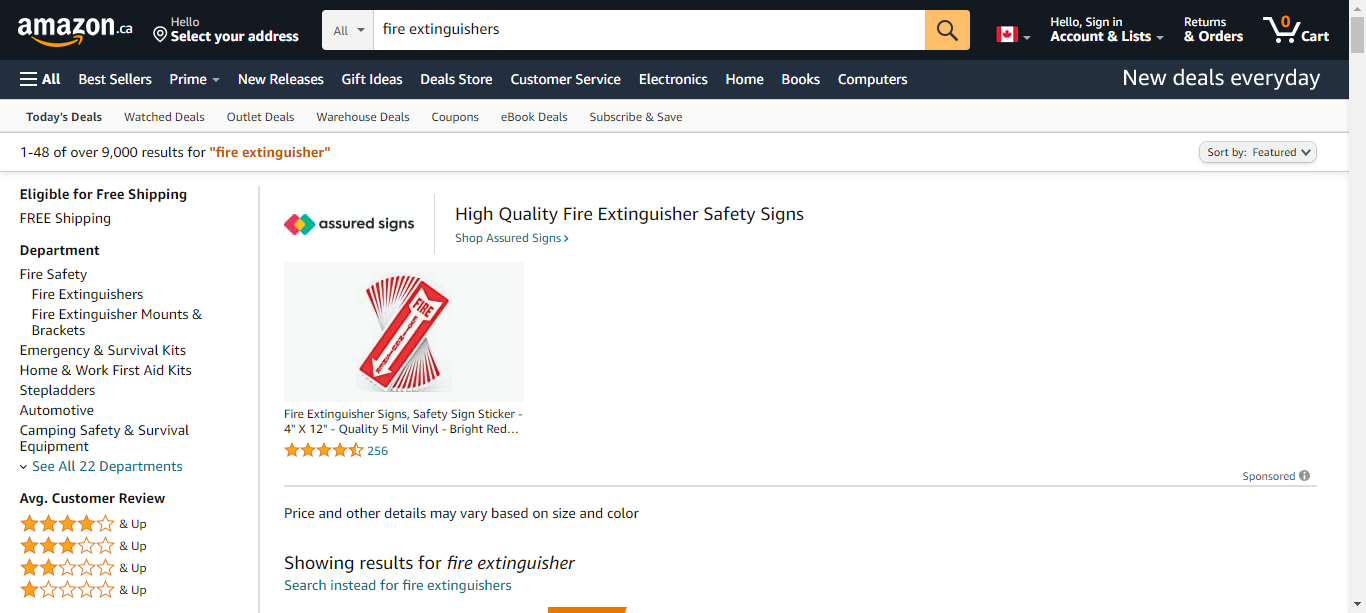 amazon.ca
Hello
Select your address
All
fire extinguishers
Hello, Sign in
Account & Lists
Returns
& Orders
0
Cart
All
Best Sellers
Prime
New Releases
Gift Ideas
Deals Store
Customer Service
Electronics
Home
Books
Computers
New deals everyday
Today's Deals
Watched Deals
Outlet Deals
Warehouse Deals
Coupons
eBook Deals
Subscribe & Save
1-48 of over 9,000 results for "fire extinguisher"
Sort by: Featured
Eligible for Free Shipping
FREE Shipping
Department
Fire Safety
Fire Extinguishers
Fire Extinguisher Mounts &
Brackets
Emergency & Survival Kits
Home & Work First Aid Kits
Stepladders
Automotive
Camping Safety & Survival
Equipment
See All 22 Departments
Avg. Customer Review
& Up
& Up
& Up
& Up
assured signs
High Quality Fire Extinguisher Safety Signs
Shop Assured Signs ›
FIRE
Fire Extinguisher Signs, Safety Sign Sticker -
4" X 12" - Quality 5 Mil Vinyl - Bright Red...
256
Sponsored
Price and other details may vary based on size and color
Showing results for fire extinguisher
Search instead for fire extinguishers